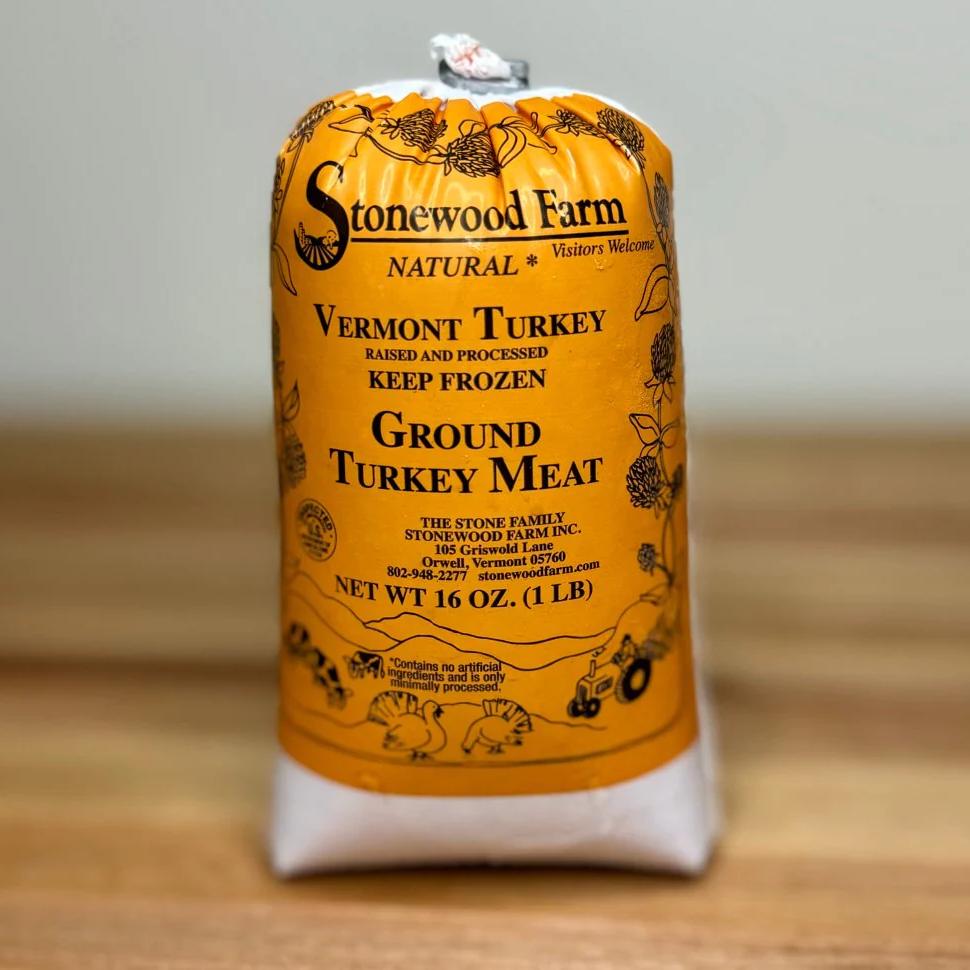 Stonewood Farm
Visitors Welcome
NATURAL *
VERMONT TURKEY
RAISED AND PROCESSED
KEEP FROZEN
GROUND
TURKEY MEAT
THE STONE FAMILY
STONEWOOD FARM INC.
105 Griswold Lane
Orwell, Vermont 05760
802-948-2277 stonewoodfarm.com
NET WT 16 OZ. (1 LB)
*Contains no artificial
ingredients and is only
minimally processed.